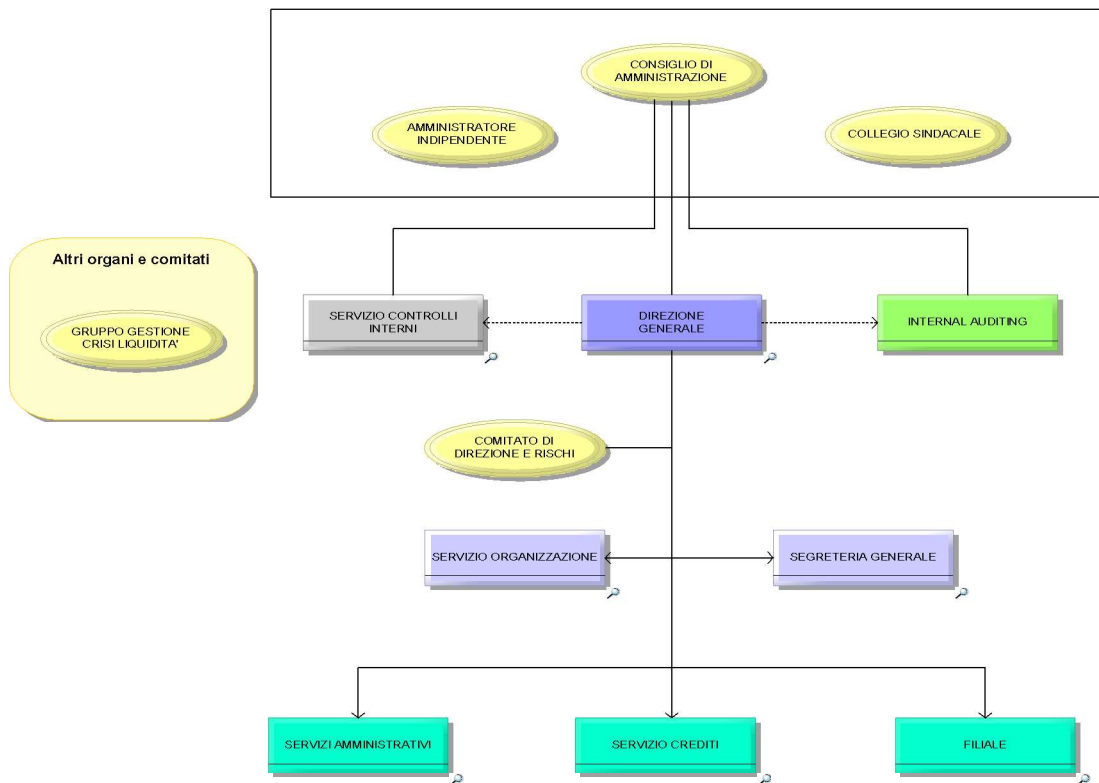 CONSIGLIO DI
AMMINISTRAZIONE
AMMINISTRATORE
INDIPENDENTE
COLLEGIO SINDACALE
Altri organi e comitati
GRUPPO GESTIONE
CRISI LIQUIDITA'
SERVIZIO CONTROLLI
INTERNI
DIREZIONE
GENERALE
INTERNAL AUDITING
COMITATO DI
DIREZIONE E RISCHI
SERVIZIO ORGANIZZAZIONE
SEGRETERIA GENERALE
SERVIZI AMMINISTRATIVI
SERVIZIO CREDITI
FILIALE